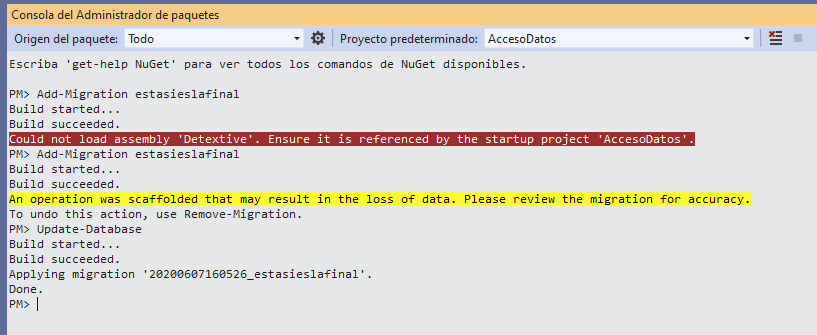 Consola del Administrador de paquetes
Origen del paquete: Todo Proyecto predeterminado: AccesoDatos
Escriba 'get-help NuGet' para ver todos los comandos de NuGet disponibles.
PM> Add-Migration estasieslafinal
Build started...
Build succeeded.
Could not load assembly 'Detextive'. Ensure it is referenced by the startup project 'AccesoDatos'.
PM> Add-Migration estasieslafinal
Build started...
Build succeeded.
An operation was scaffolded that may result in the loss of data. Please review the migration for accuracy.
To undo this action, use Remove-Migration.
PM> Update-Database
Build started...
Build succeeded.
Applying migration '20200607160526_estasieslafinal'.
Done.
PM>